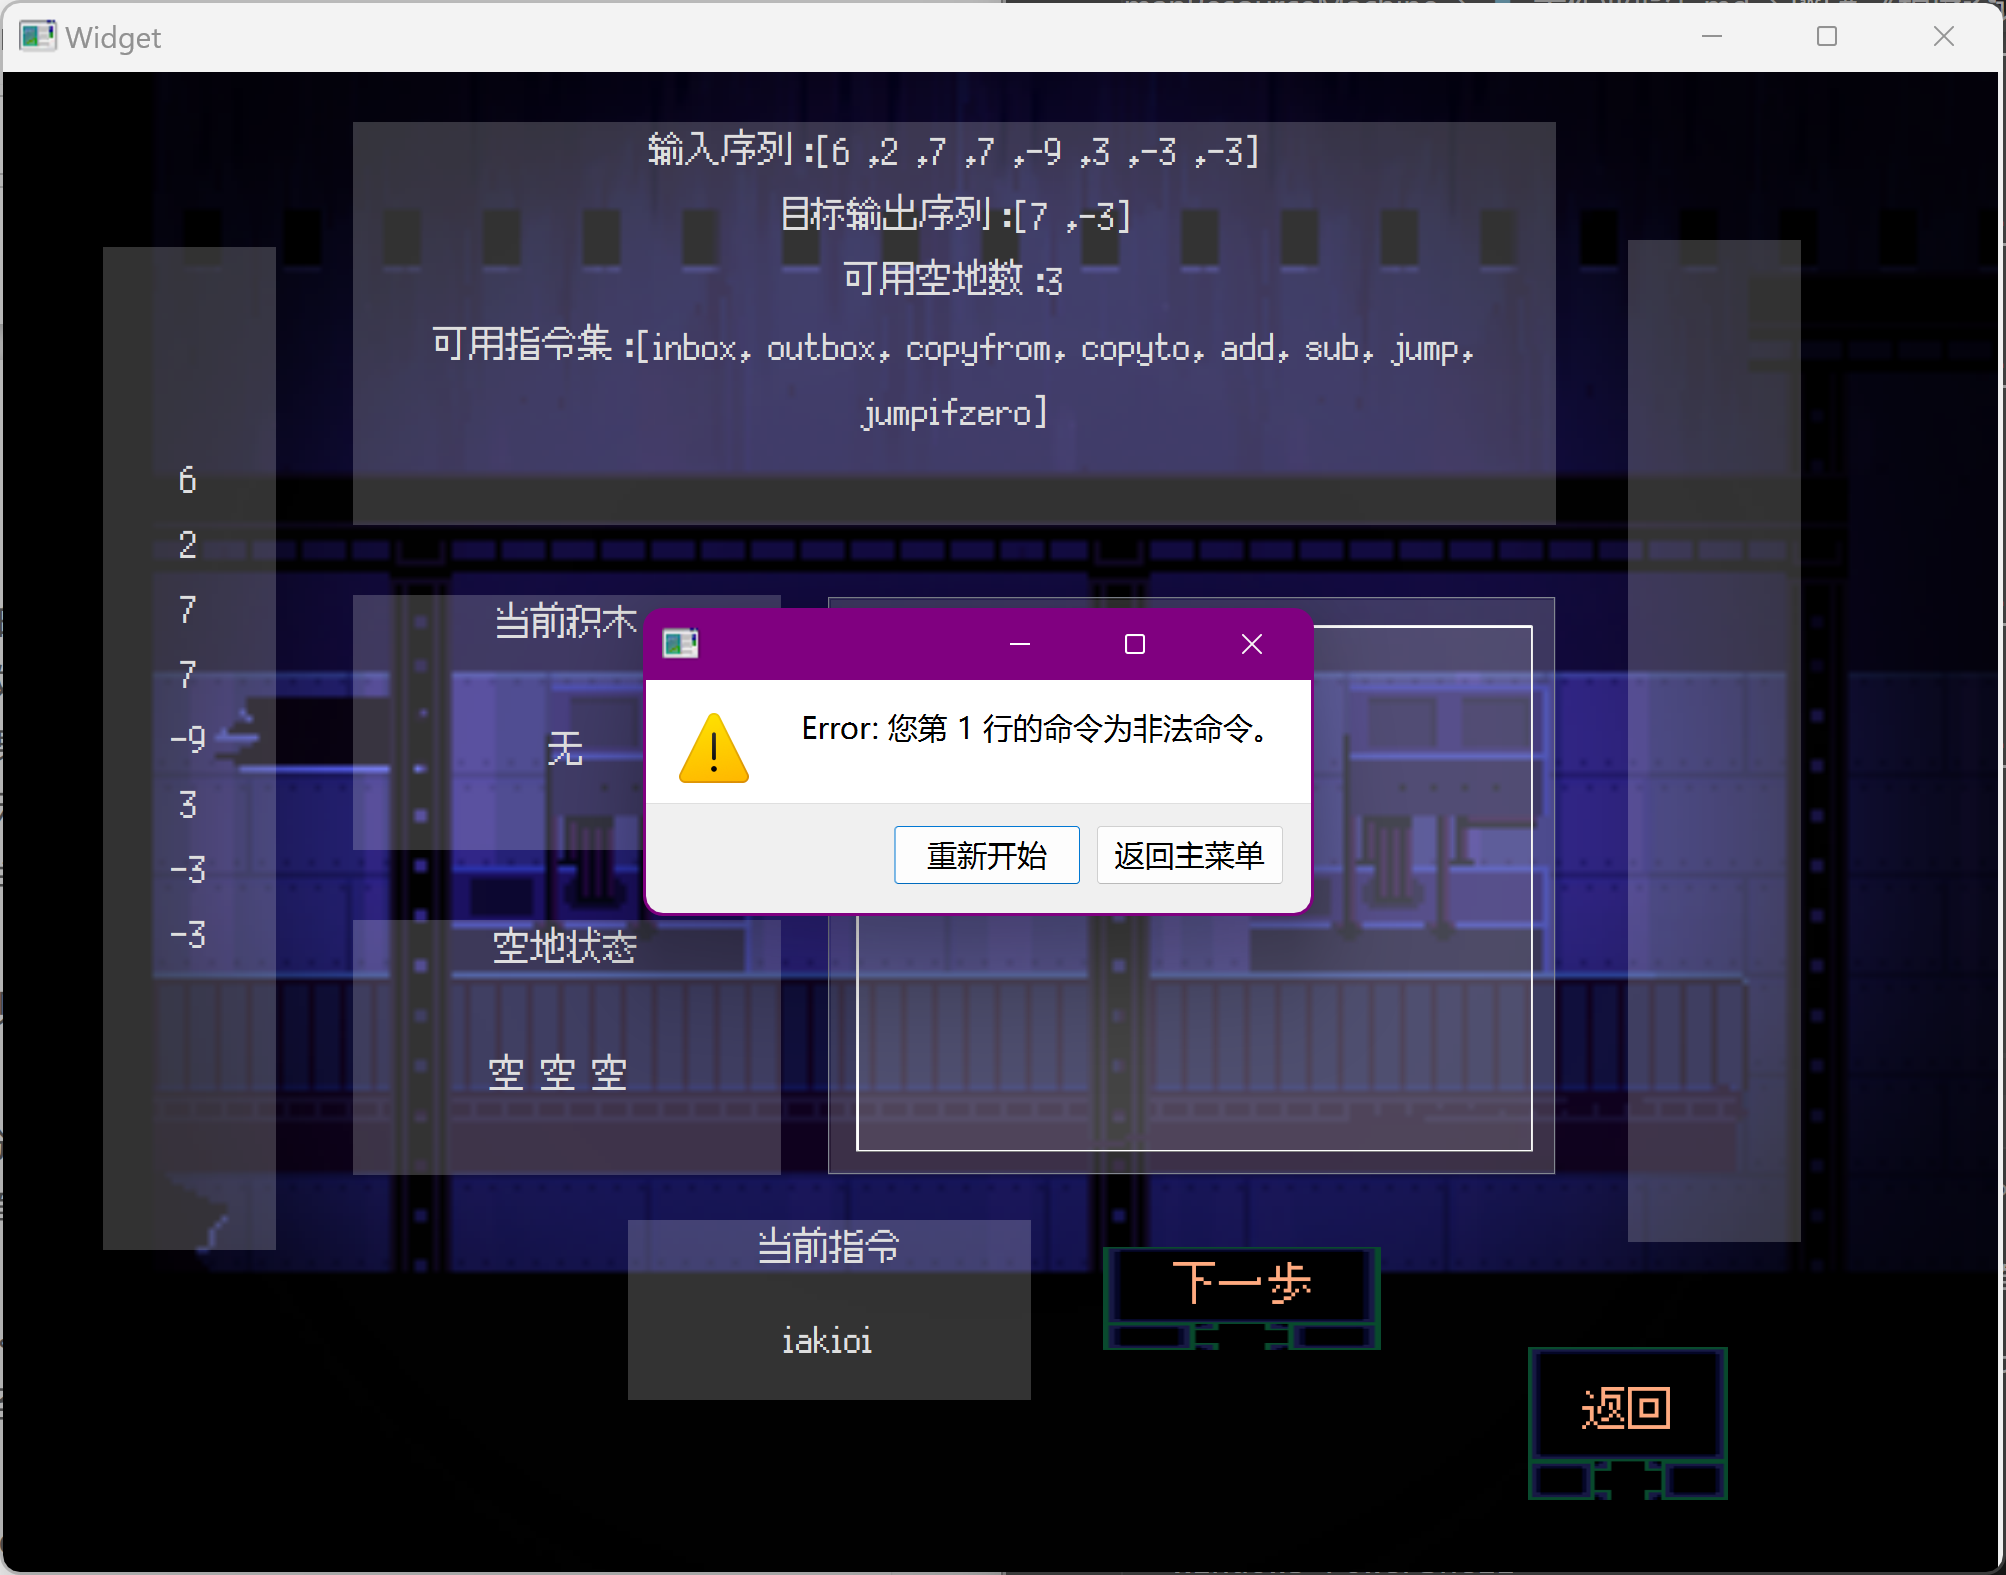 Widget
输入序列 :[6 ,2 ,7 ,7 ,-9 ,3 ,-3 ,-3]
目标输出序列 :[7 ,-3]
可用空地数 :3
可用指令集 :[inbox, outbox, copyfrom, copyto, add, sub, jump,
jumpifzero]
6
2
7
7
-9
3
-3
-3
当前积木
无
Error: 您第 1 行的命令为非法命令。
重新开始
返回主菜单
空地状态
空 空 空
当前指令
iakioi
下一步
返回